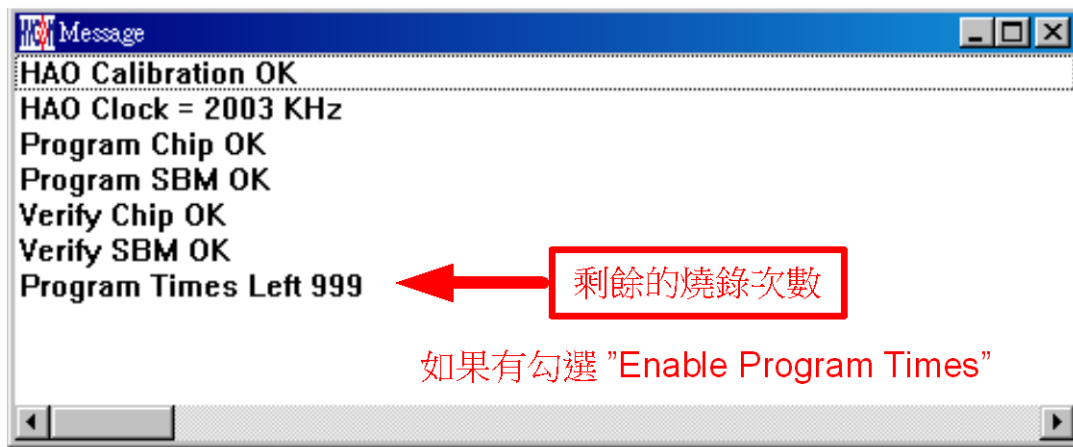 Message
HAO Calibration OK
HAO Clock = 2003 KHz
Program Chip OK
Program SBM OK
Verify Chip OK
Verify SBM OK
Program Times Left 999
剩餘的燒錄次數
如果有勾選 ”Enable Program Times”